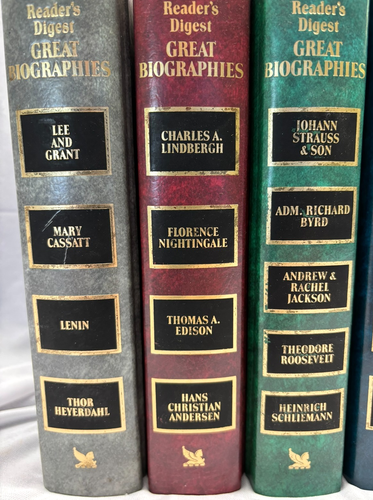 Reader's
Digest
GREAT
BIOGRAPHIES
LEE
AND
GRANT
MARY
CASSATT
LENIN
THOR
HEYERDAHL
Reader's
Digest
GREAT
BIOGRAPHIES
CHARLES A.
LINDBERGH
FLORENCE
NIGHTINGALE
THOMAS A.
EDISON
HANS
CHRISTIAN
ANDERSEN
Reader's
Digest
GREAT
BIOGRAPHIES
JOHANN
STRAUSS
& SON
ADM. RICHARD
BYRD
ANDREW &
RACHEL
JACKSON
THEODORE
ROOSEVELT
HEINRICH
SCHLIEMANN